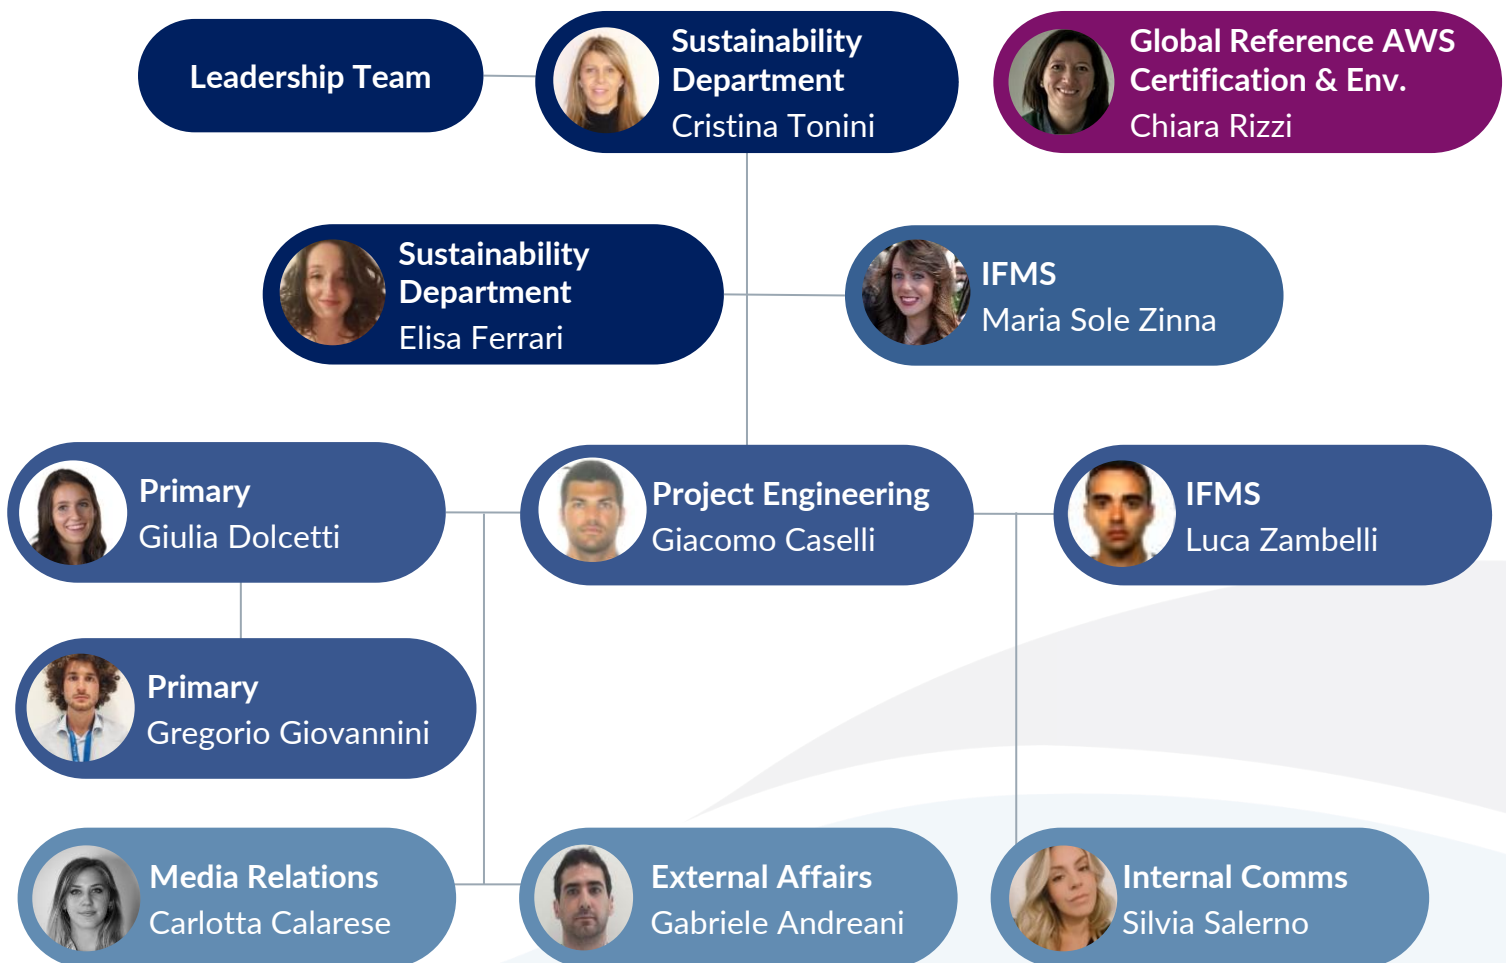 Leadership Team
Sustainability
Department
Cristina Tonini
Global Reference AWS
Certification & Env.
Chiara Rizzi
Sustainability
Department
Elisa Ferrari
IFMS
Maria Sole Zinna
Primary
Giulia Dolcetti
Project Engineering
Giacomo Caselli
IFMS
Luca Zambelli
Primary
Gregorio Giovannini
Media Relations
Carlotta Calarese
External Affairs
Gabriele Andreani
Internal Comms
Silvia Salerno